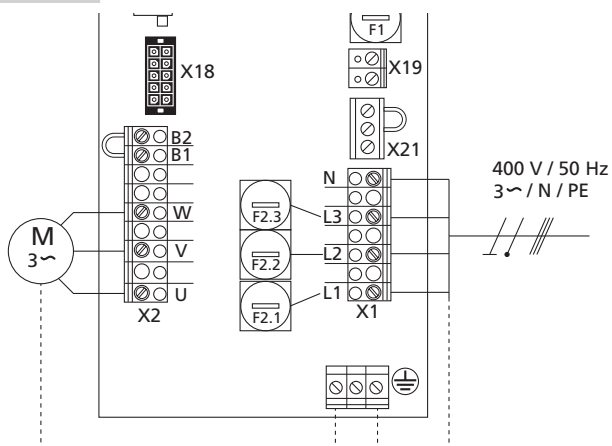 F1
X18
X19
X21
B2
B1
N
400 V / 50 Hz
3~ / N / PE
W
F2.3
L3
M
3~
V
F2.2
L2
U
F2.1
L1
X2
X1